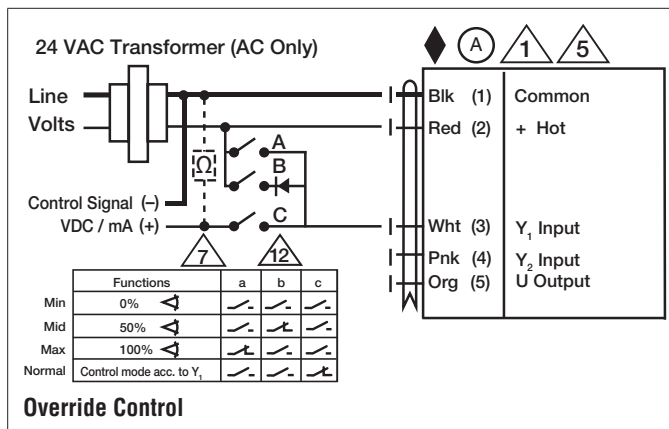 24 VAC Transformer (AC Only)
A 1 5
Line
Volts
Blk (1) Common
Red (2) + Hot
A
B
Ω
Control Signal (–)
VDC / mA (+)
C
Wht (3) Y₁ Input
7 12
Pnk (4) Y₂ Input
Org (5) U Output
Functions a b c
Min 0%
Mid 50%
Max 100%
Normal Control mode acc. to Y₁
Override Control